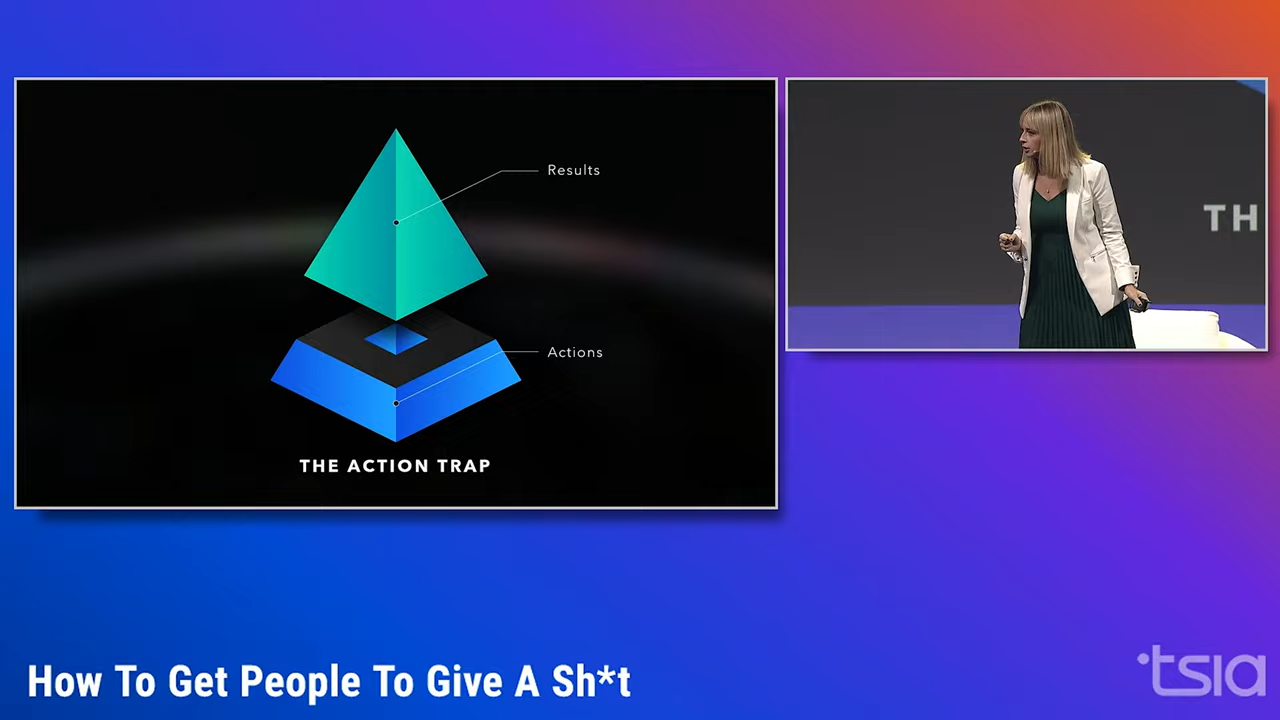 Results
Actions
THE ACTION TRAP
TH
How To Get People To Give A Sh*t
tsia